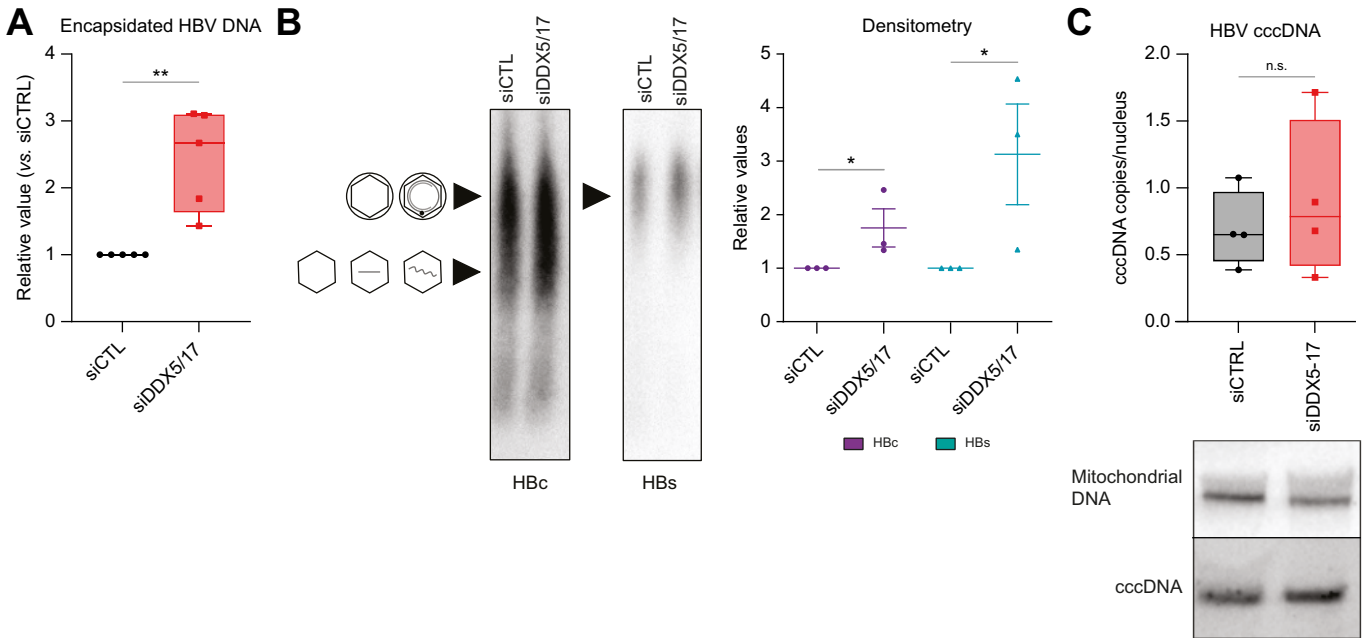 A
Encapsidated HBV DNA
Relative value (vs. siCTRL)
4
3
2
1
0
**
siCTL
siDDX5/17
B
siCTL
siDDX5/17
siCTL
siDDX5/17
HBc
HBs
Densitometry
Relative values
5
4
3
2
1
0
*
*
siCTL
siDDX5/17
siCTL
siDDX5/17
HBc
HBs
C
HBV cccDNA
cccDNA copies/nucleus
2.0
1.5
1.0
0.5
0.0
n.s.
siCTRL
siDDX5-17
Mitochondrial
DNA
cccDNA